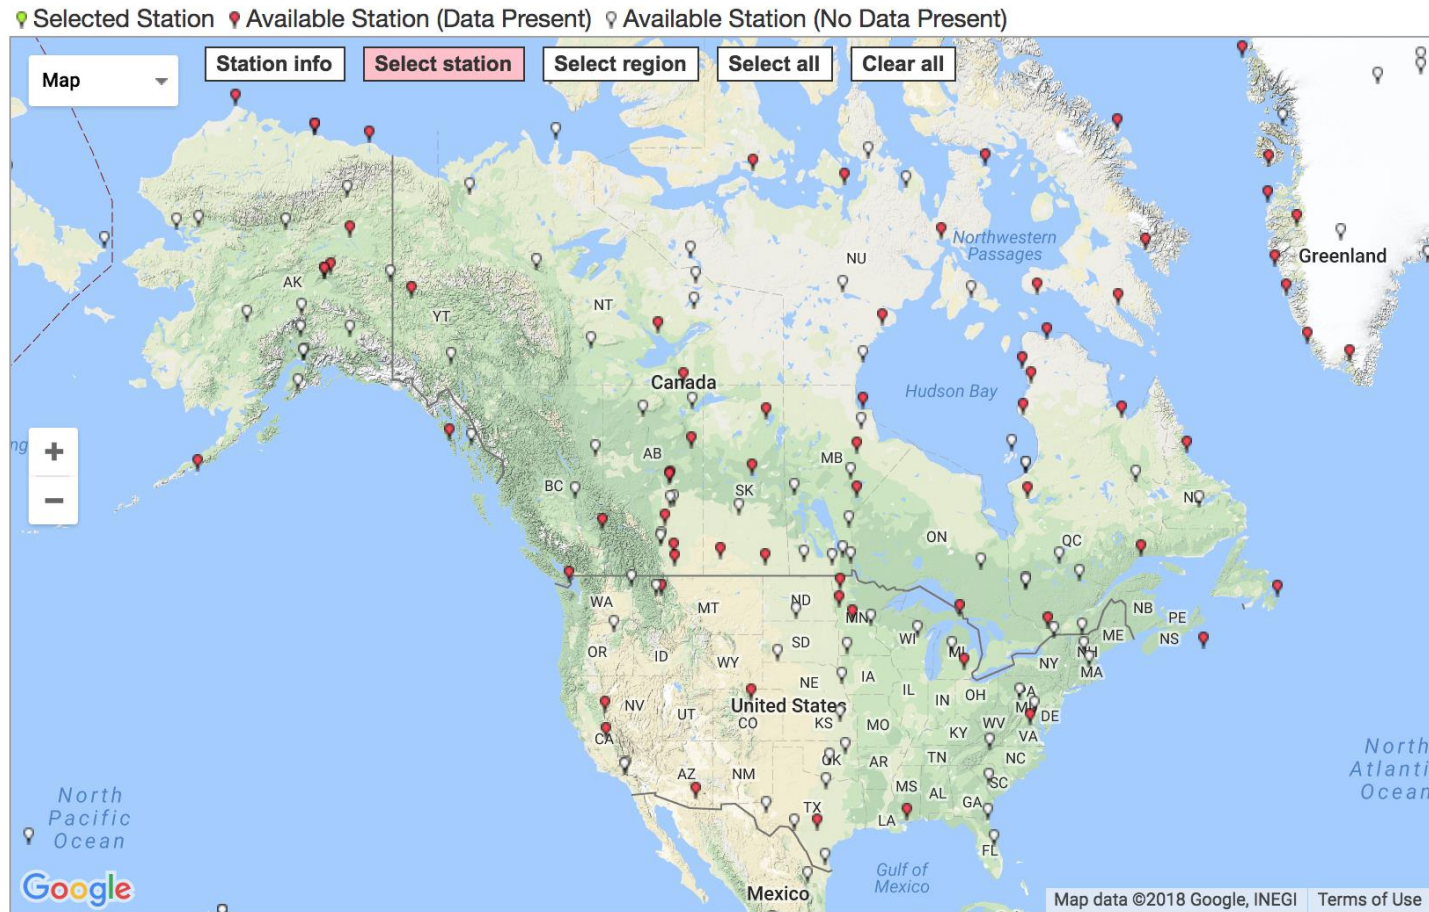 Selected Station Available Station (Data Present) Available Station (No Data Present)
Map
Station info Select station Select region Select all Clear all
Northwestern
Passages
Greenland
NU
AK
YT
NT
Canada
Hudson Bay
AB
MB
BC
SK
ON
QC
WA
MT
ND
MN
NB
PE
NS
ME
OR
ID
WY
SD
WI
MI
NY
NH
MA
NE
IA
IL
IN
OH
NV
UT
United States
CO
KS
MO
WV
DE
KY
VA
CA
AZ
NM
OK
AR
TN
NC
SC
MS
AL
GA
TX
LA
FL
North
Pacific
Ocean
North
Atlanti
Ocean
Gulf of
Mexico
Mexico
Google
Map data ©2018 Google, INEGI Terms of Use